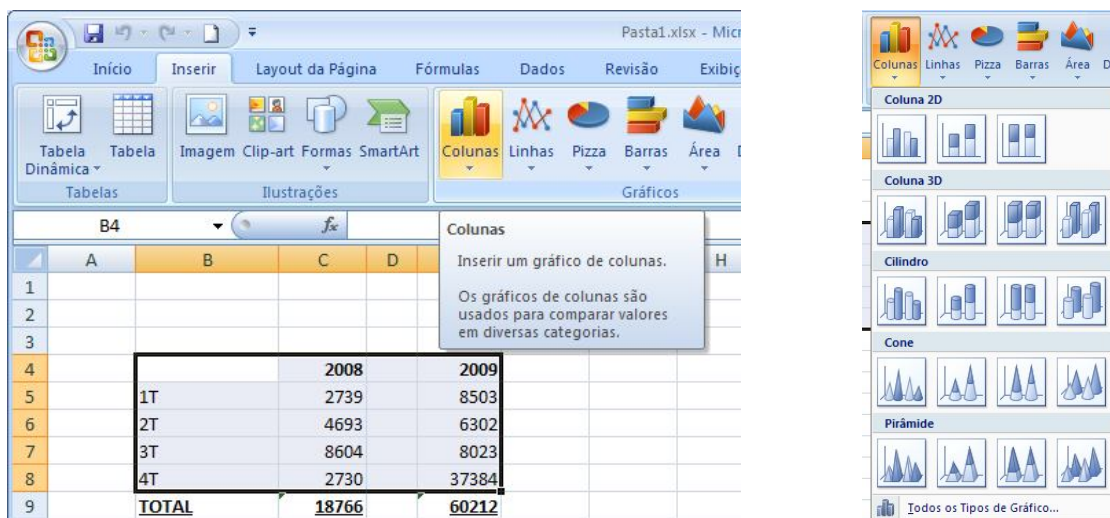 Pasta1.xlsx - Micr
Início Inserir Layout da Página Fórmulas Dados Revisão Exibiç
Tabela Dinâmica Tabela Imagem Clip-art Formas SmartArt Colunas Linhas Pizza Barras Área D
Tabelas Ilustrações Gráficos
B4 fx
Colunas
Inserir um gráfico de colunas.
Os gráficos de colunas são
usados para comparar valores
em diversas categorias.
A B C D H
1
2
3
4 2008 2009
5 1T 2739 8503
6 2T 4693 6302
7 3T 8604 8023
8 4T 2730 37384
9 TOTAL 18766 60212
Colunas Linhas Pizza Barras Área D
Coluna 2D
Coluna 3D
Cilindro
Cone
Pirâmide
Todos os Tipos de Gráfico...